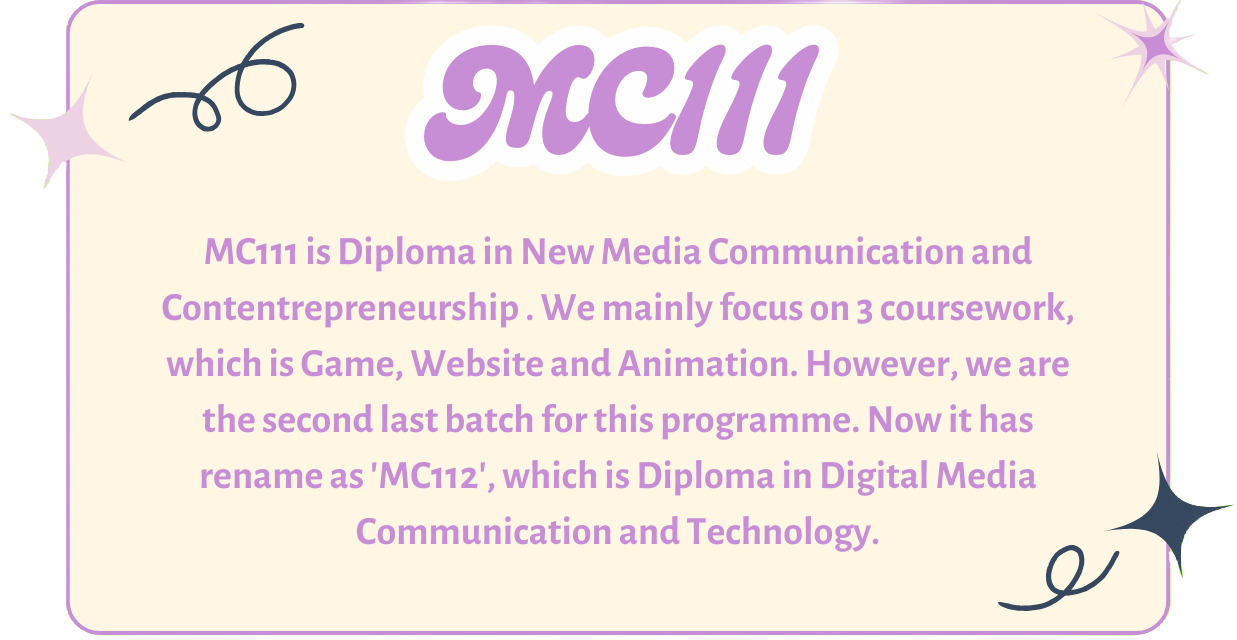 MC111
MC111 is Diploma in New Media Communication and
Contentrepreneurship . We mainly focus on 3 coursework,
which is Game, Website and Animation. However, we are
the second last batch for this programme. Now it has
rename as 'MC112', which is Diploma in Digital Media
Communication and Technology.